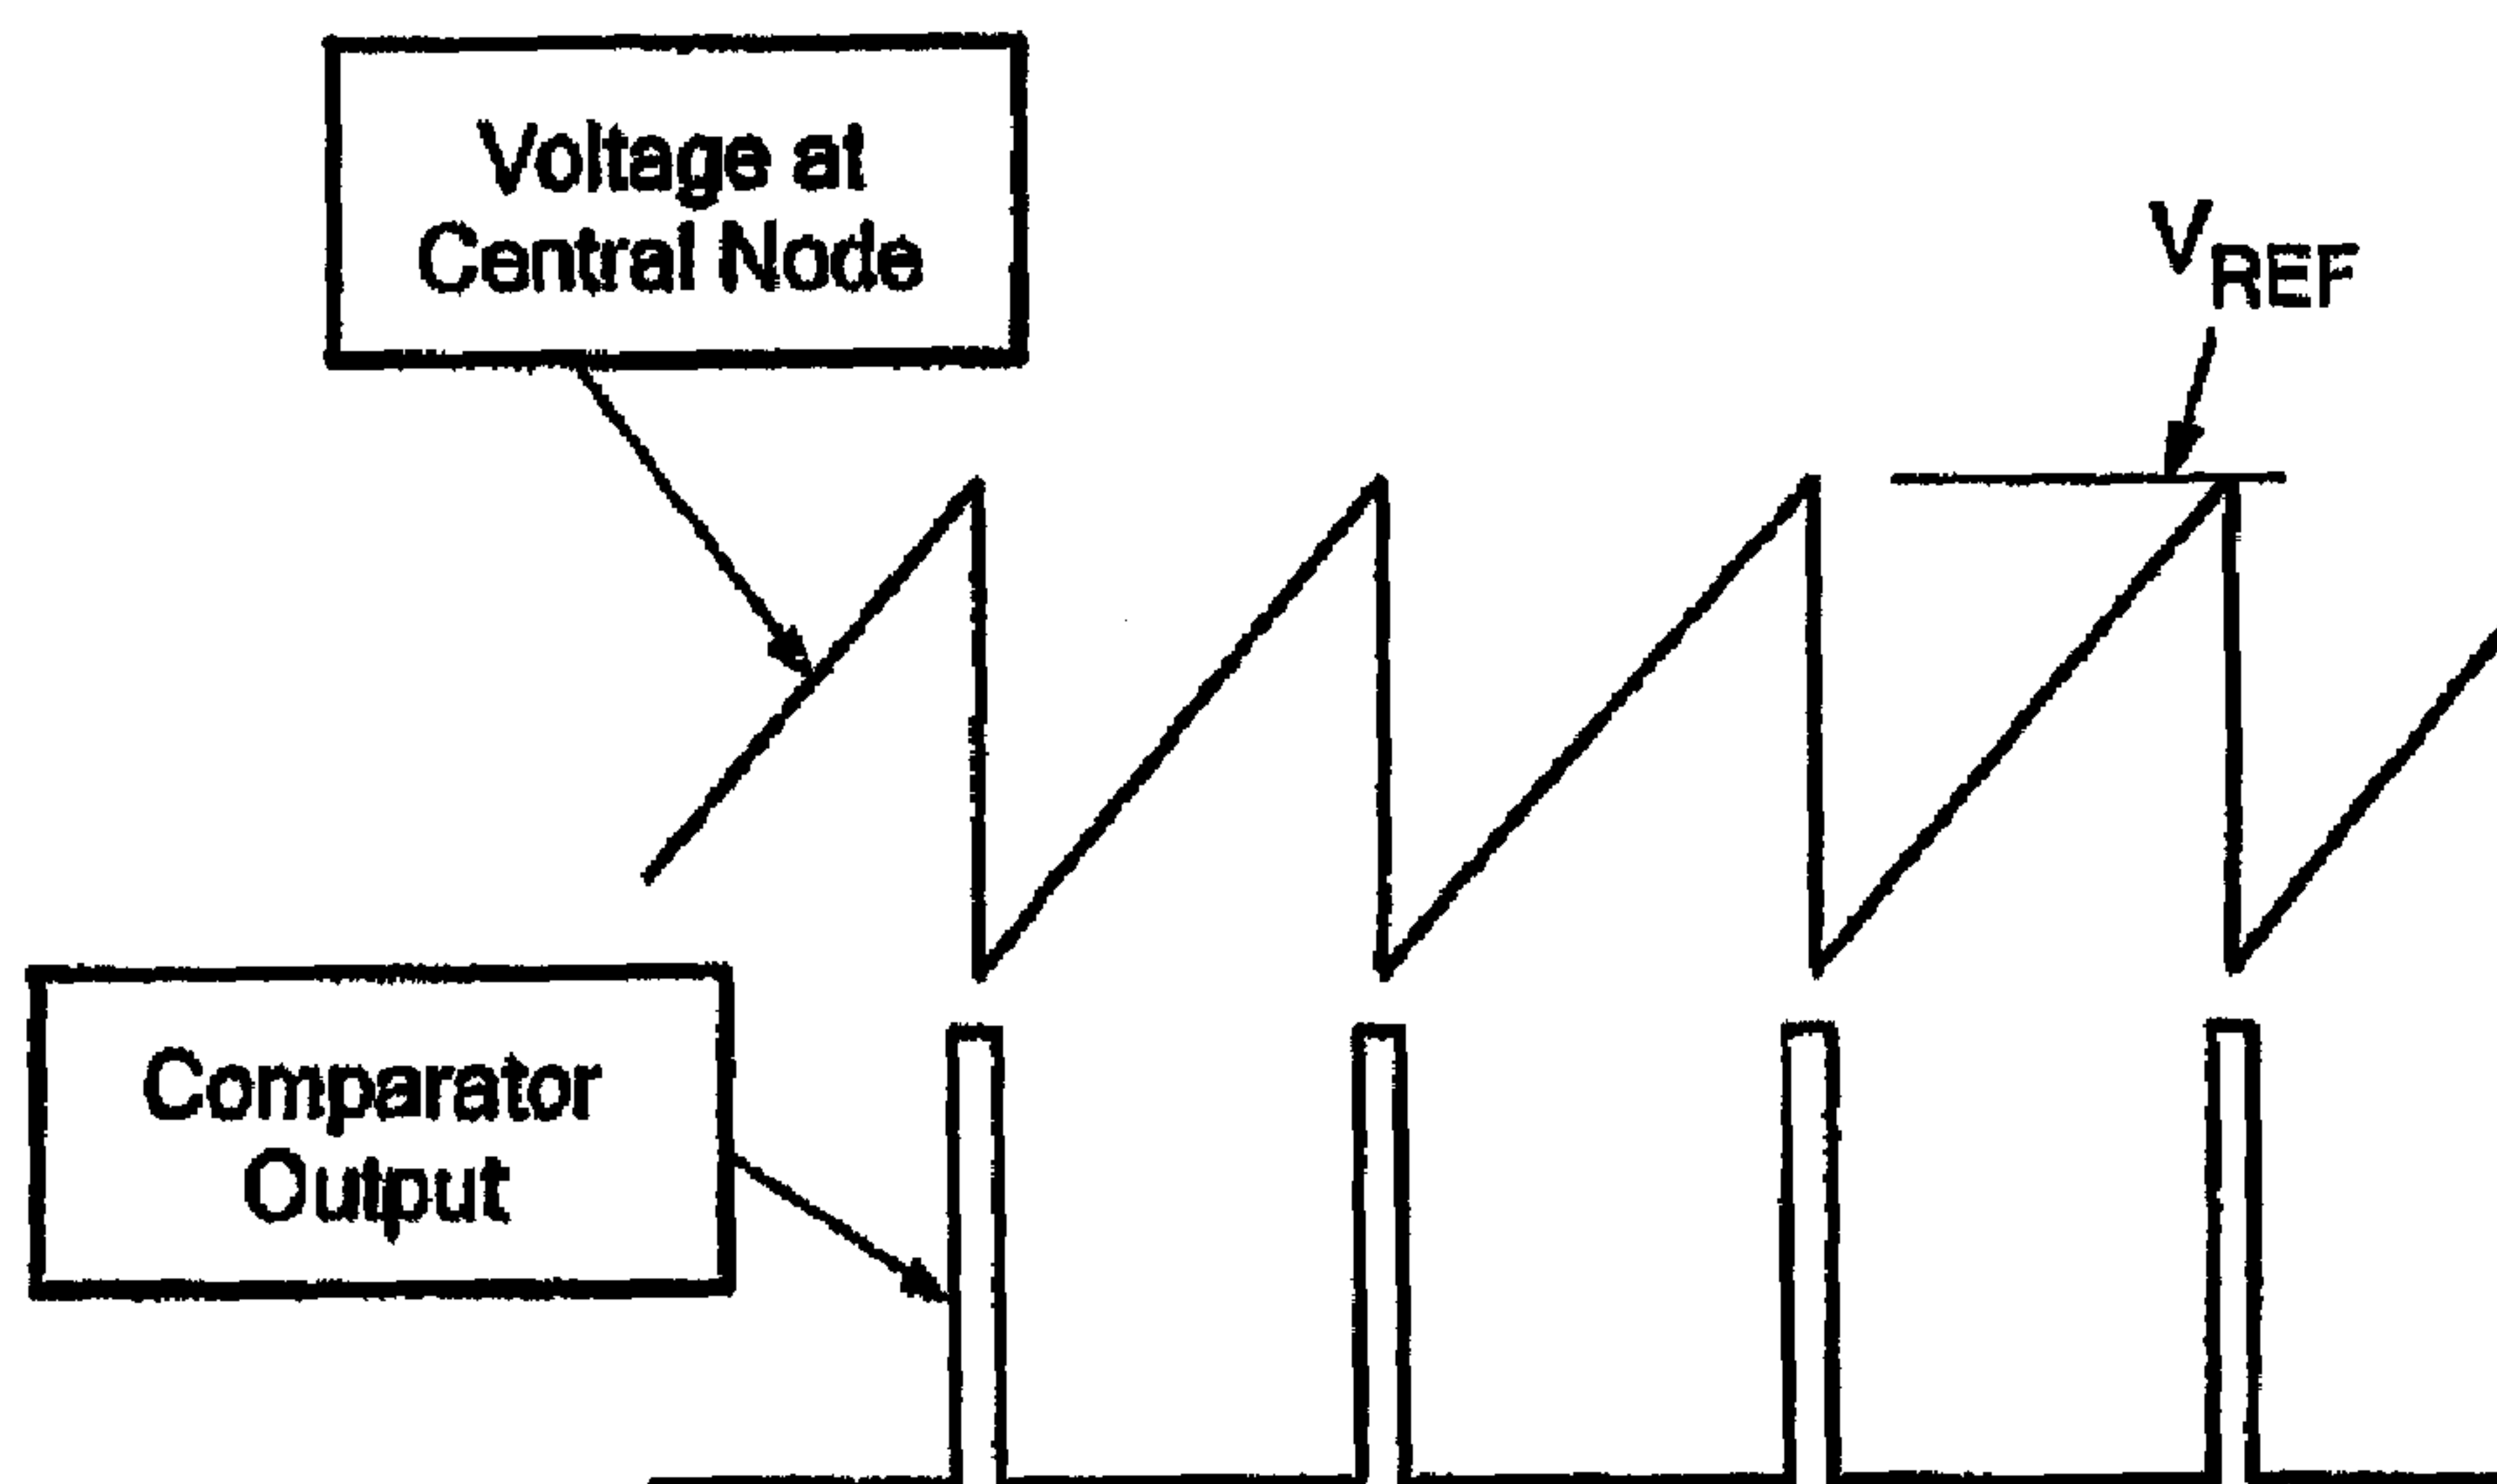 Voltage at
Central Node
VREF
Comparator
Output